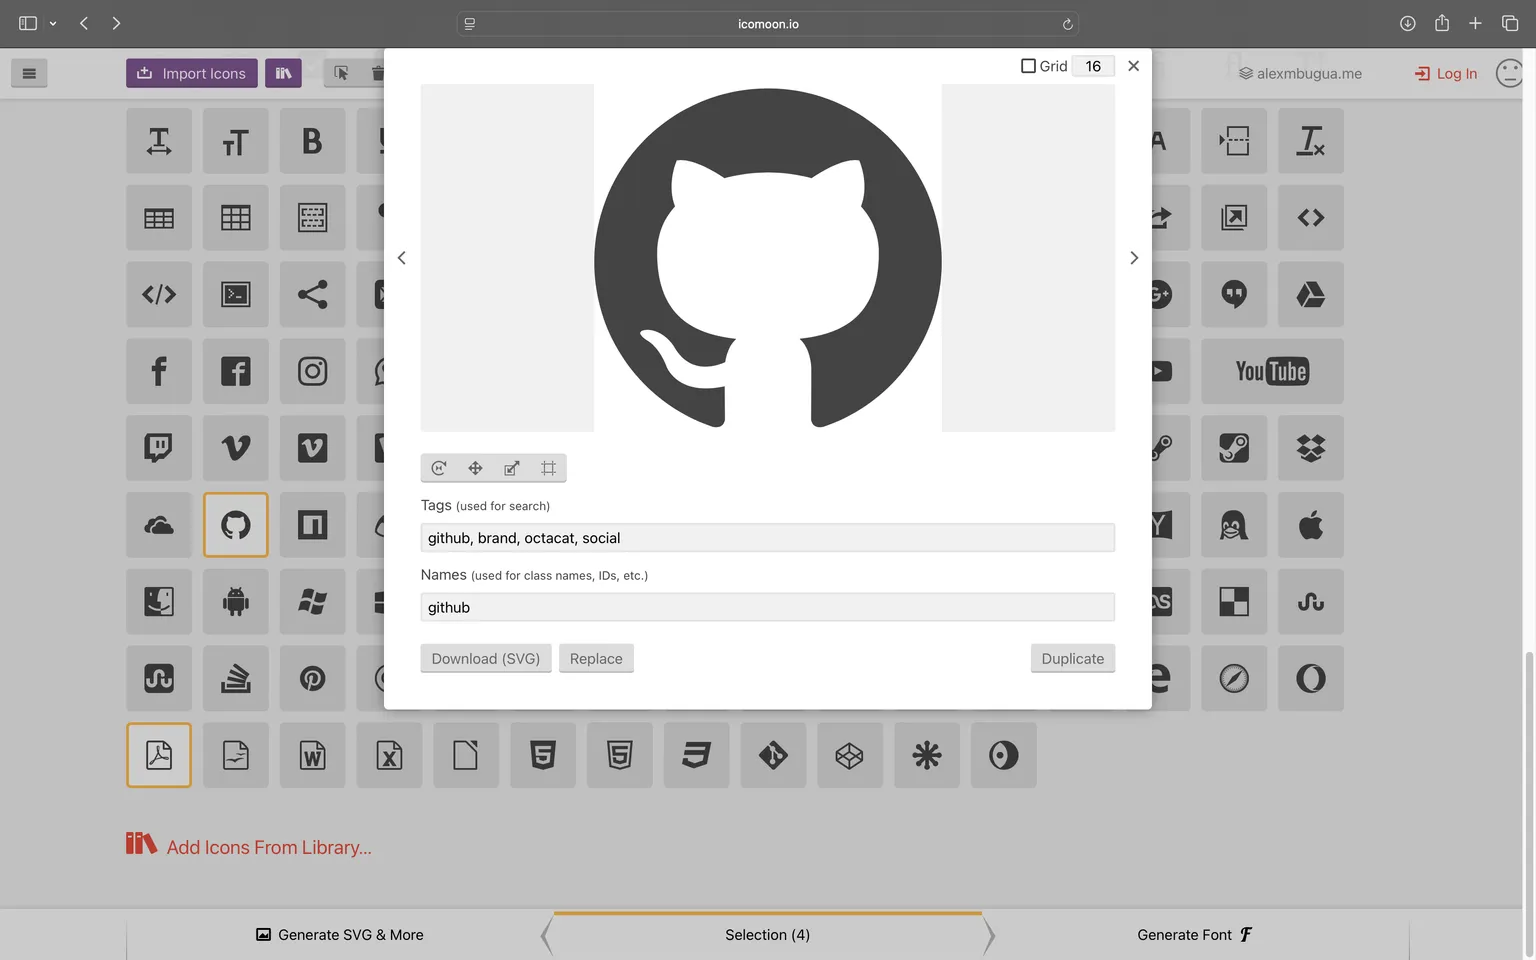 icomoon.io
Import Icons
Grid 16
alexmbugua.me
Log In
YouTube
Tags (used for search)
github, brand, octacat, social
Names (used for class names, IDs, etc.)
github
Download (SVG)
Replace
Duplicate
Add Icons From Library...
Generate SVG & More
Selection (4)
Generate Font